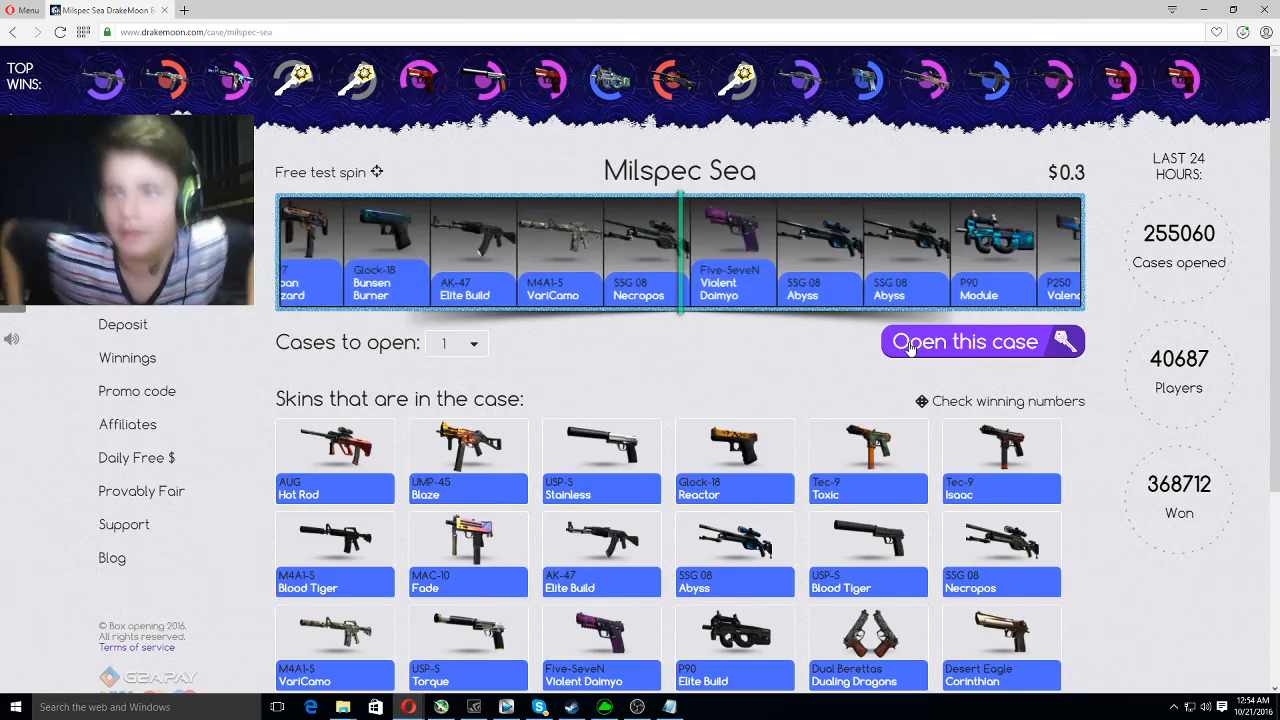 Menu
Milspec Sea DrakeMoon B
www.drakemoon.com/case/milspec-sea
TOP
WINS:
Free test spin
Milspec Sea
$0.3
Glock-18
Bunsen
Burner
AK-47
Elite Build
M4A1-S
VariCamo
SSG 08
Necropos
Five-SeveN
Violent
Daimyo
SSG 08
Abyss
SSG 08
Abyss
P90
Module
P250
Cases to open: 1
Open this case
Skins that are in the case:
Check winning numbers
AUG
Hot Rod
UMP-45
Blaze
USP-S
Stainless
Glock-18
Reactor
Tec-9
Toxic
Tec-9
Isaac
M4A1-S
Blood Tiger
MAC-10
Fade
AK-47
Elite Build
SSG 08
Abyss
USP-S
Blood Tiger
SSG 08
Necropos
M4A1-S
VariCamo
USP-S
Torque
Five-SeveN
Violent Daimyo
P90
Elite Build
Dual Berettas
Dualing Dragons
Desert Eagle
Corinthian
LAST 24
HOURS:
255060
Cases opened
40687
Players
368712
Won
Deposit
Winnings
Promo code
Affiliates
Daily Free $
Provably Fair
Support
Blog
© Box opening 2016.
All rights reserved.
Terms of service
G2A PAY
Search the web and Windows
12:54 AM
10/21/2016